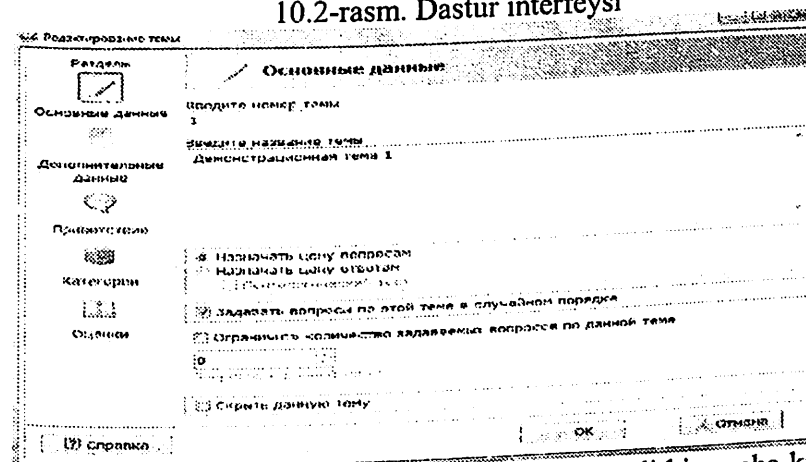 10.2-rasm. Dastur interfeysi
Редактирование темы
Разделы
Основные данные
Основные данные
Дополнительные данные
Приветствие
Категории
Оценки
Справка
Введите номер темы
1
Введите название темы
Демонстрационная тема 1
Назначать цену вопросам
Назначать цену ответам
Задавать вопросы по этой теме в случайном порядке
Ограничить количество задаваемых вопросов по данной теме
0
Скрыть данную тему
ОК
Отмена